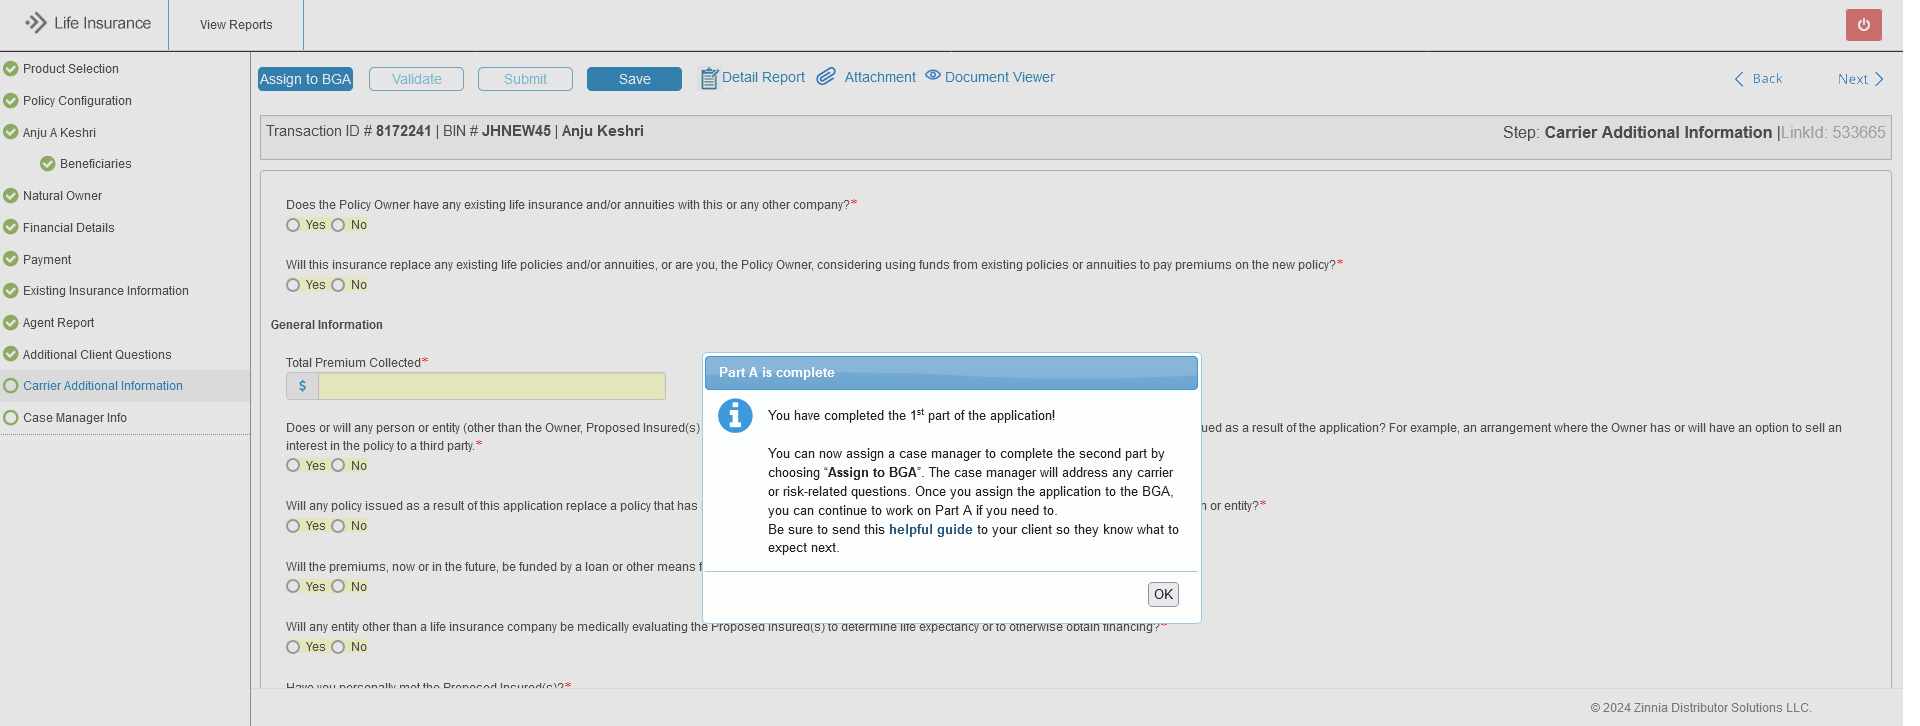 Life Insurance
View Reports
Product Selection
Policy Configuration
Anju A Keshri
Beneficiaries
Natural Owner
Financial Details
Payment
Existing Insurance Information
Agent Report
Additional Client Questions
Carrier Additional Information
Case Manager Info
Assign to BGA
Validate
Submit
Save
Detail Report
Attachment
Document Viewer
Back
Next
Transaction ID # 8172241 | BIN # JHNEW45 | Anju Keshri
Step: Carrier Additional Information |LinkId: 533665
Does the Policy Owner have any existing life insurance and/or annuities with this or any other company?*
Yes No
Will this insurance replace any existing life policies and/or annuities, or are you, the Policy Owner, considering using funds from existing policies or annuities to pay premiums on the new policy?*
Yes No
General Information
Total Premium Collected*
$
Does or will any person or entity (other than the Owner, Proposed Insured(s) ued as a result of the application? For example, an arrangement where the Owner has or will have an option to sell an
interest in the policy to a third party.*
Yes No
Will any policy issued as a result of this application replace a policy that has n or entity?*
Yes No
Will the premiums, now or in the future, be funded by a loan or other means f
Yes No
Will any entity other than a life insurance company be medically evaluating the Proposed Insured(s) to determine life expectancy or to otherwise obtain financing?*
Yes No
Have you personally met the Proposed Insured(s)?*
Part A is complete
You have completed the 1st part of the application!
You can now assign a case manager to complete the second part by
choosing “Assign to BGA”. The case manager will address any carrier
or risk-related questions. Once you assign the application to the BGA,
you can continue to work on Part A if you need to.
Be sure to send this helpful guide to your client so they know what to
expect next.
OK
© 2024 Zinnia Distributor Solutions LLC.